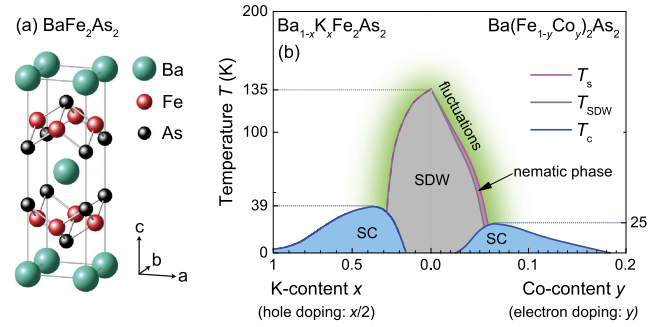 (a) BaFe₂As₂
Ba
Fe
As
c
b
a
Ba₁₋ₓKₓFe₂As₂
Ba(Fe₁₋yCoy)₂As₂
(b)
Temperature T (K)
200
135
100
39
0
fluctuations
Tₛ
T_SDW
T_c
SDW
nematic phase
SC
SC
25
1
0.5
0.0
0.1
0.2
K-content x
(hole doping: x/2)
Co-content y
(electron doping: y)